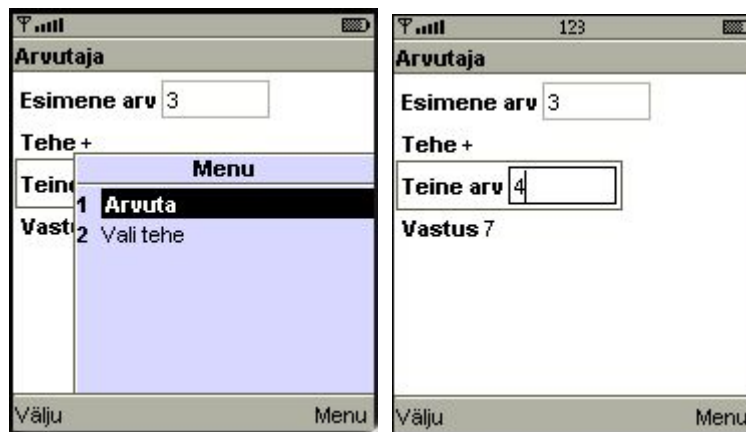 Arvutaja
Esimene arv 3
Tehe +
Menu
Tein
1 Arvuta
Vast
2 Vali tehe
Välju Menu
123
Arvutaja
Esimene arv 3
Tehe +
Teine arv 4
Vastus 7
Välju Menu